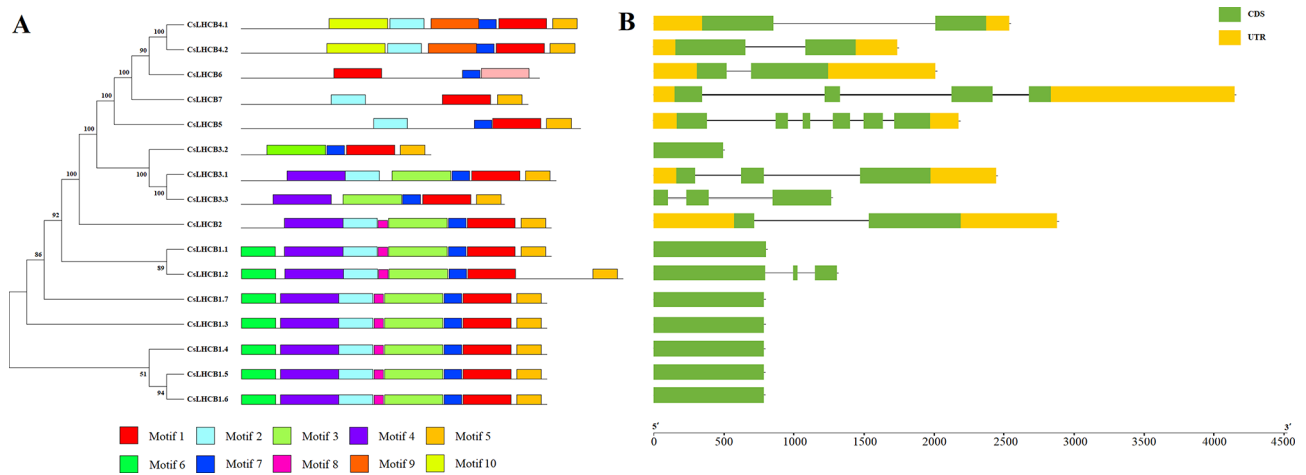 A
B
CDS
UTR
CsLHCB4.1
CsLHCB4.2
CsLHCB6
CsLHCB7
CsLHCB5
CsLHCB3.2
CsLHCB3.1
CsLHCB3.3
CsLHCB2
CsLHCB1.1
CsLHCB1.2
CsLHCB1.7
CsLHCB1.3
CsLHCB1.4
CsLHCB1.5
CsLHCB1.6
100
90
100
100
100
100
100
92
86
89
51
94
Motif 1 Motif 2 Motif 3 Motif 4 Motif 5
Motif 6 Motif 7 Motif 8 Motif 9 Motif 10
5′ 3′
0 500 1000 1500 2000 2500 3000 3500 4000 4500